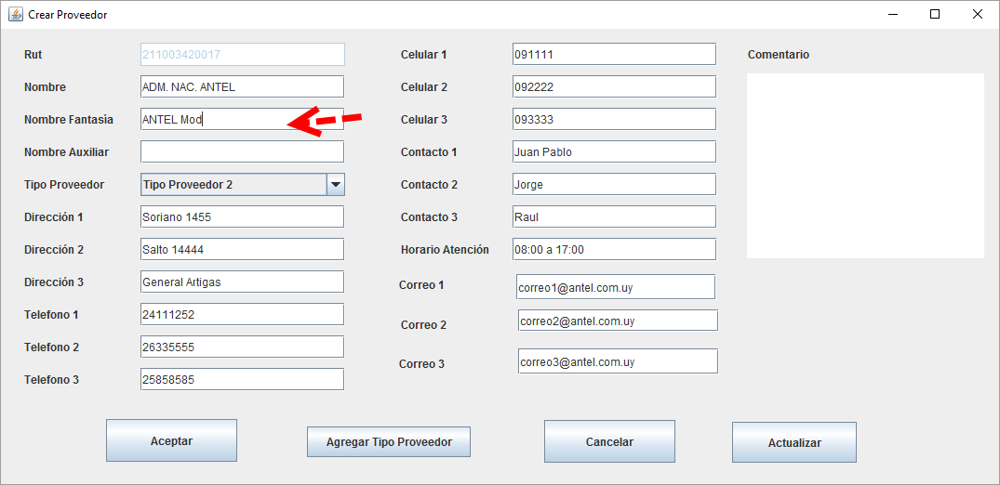 Crear Proveedor
Rut 211003420017
Nombre ADM. NAC. ANTEL
Nombre Fantasía ANTEL Mod
Nombre Auxiliar
Tipo Proveedor Tipo Proveedor 2
Dirección 1 Soriano 1455
Dirección 2 Salto 14444
Dirección 3 General Artigas
Telefono 1 24111252
Telefono 2 26335555
Telefono 3 25858585
Celular 1 091111
Celular 2 092222
Celular 3 093333
Contacto 1 Juan Pablo
Contacto 2 Jorge
Contacto 3 Raul
Horario Atención 08:00 a 17:00
Correo 1 correo1@antel.com.uy
Correo 2 correo2@antel.com.uy
Correo 3 correo3@antel.com.uy
Comentario
Aceptar
Agregar Tipo Proveedor
Cancelar
Actualizar